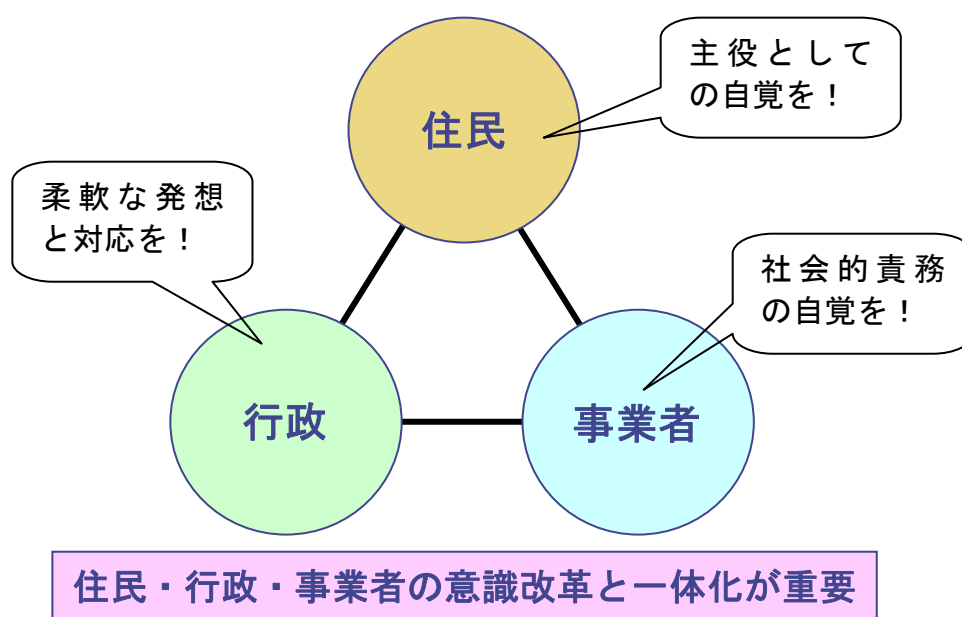 主役として
の自覚を！
住民
柔軟な発想
と対応を！
社会的責務
の自覚を！
行政
事業者
住民・行政・事業者の意識改革と一体化が重要